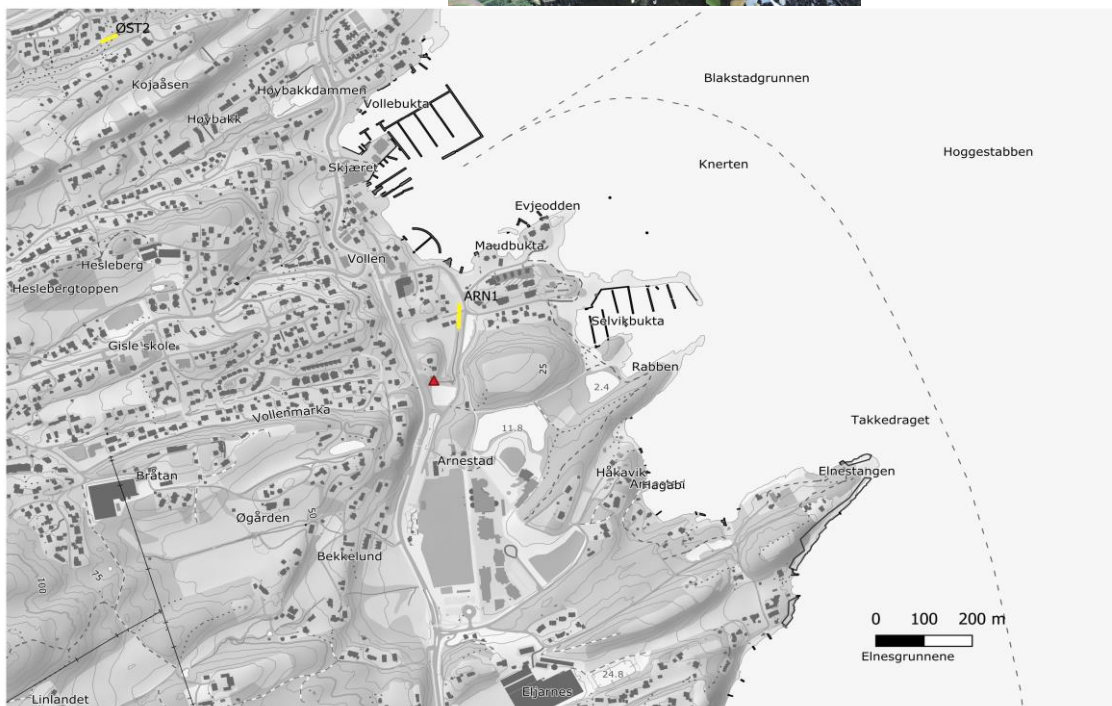 ØST2
Blakstadgrunnen
Kojaåsen
Høybakkdammen
Vollebukta
Høybakk
Hoggestabben
Knerten
Skjæret
Evjeodden
Maudbukta
Vollen
Hesleberg
Heslebergtoppen
ARN1
Selvikbukta
Gisle skole
25
Rabben
2.4
Vollenmarka
11.8
Takkedraget
Arnestad
Elnestangen
Håkavik
Bråtan
Hagabl
Øgården
50
Bekkelund
75
100
0 100 200 m
Elnesgrunnene
24.8
Eljarnes
Linlandet